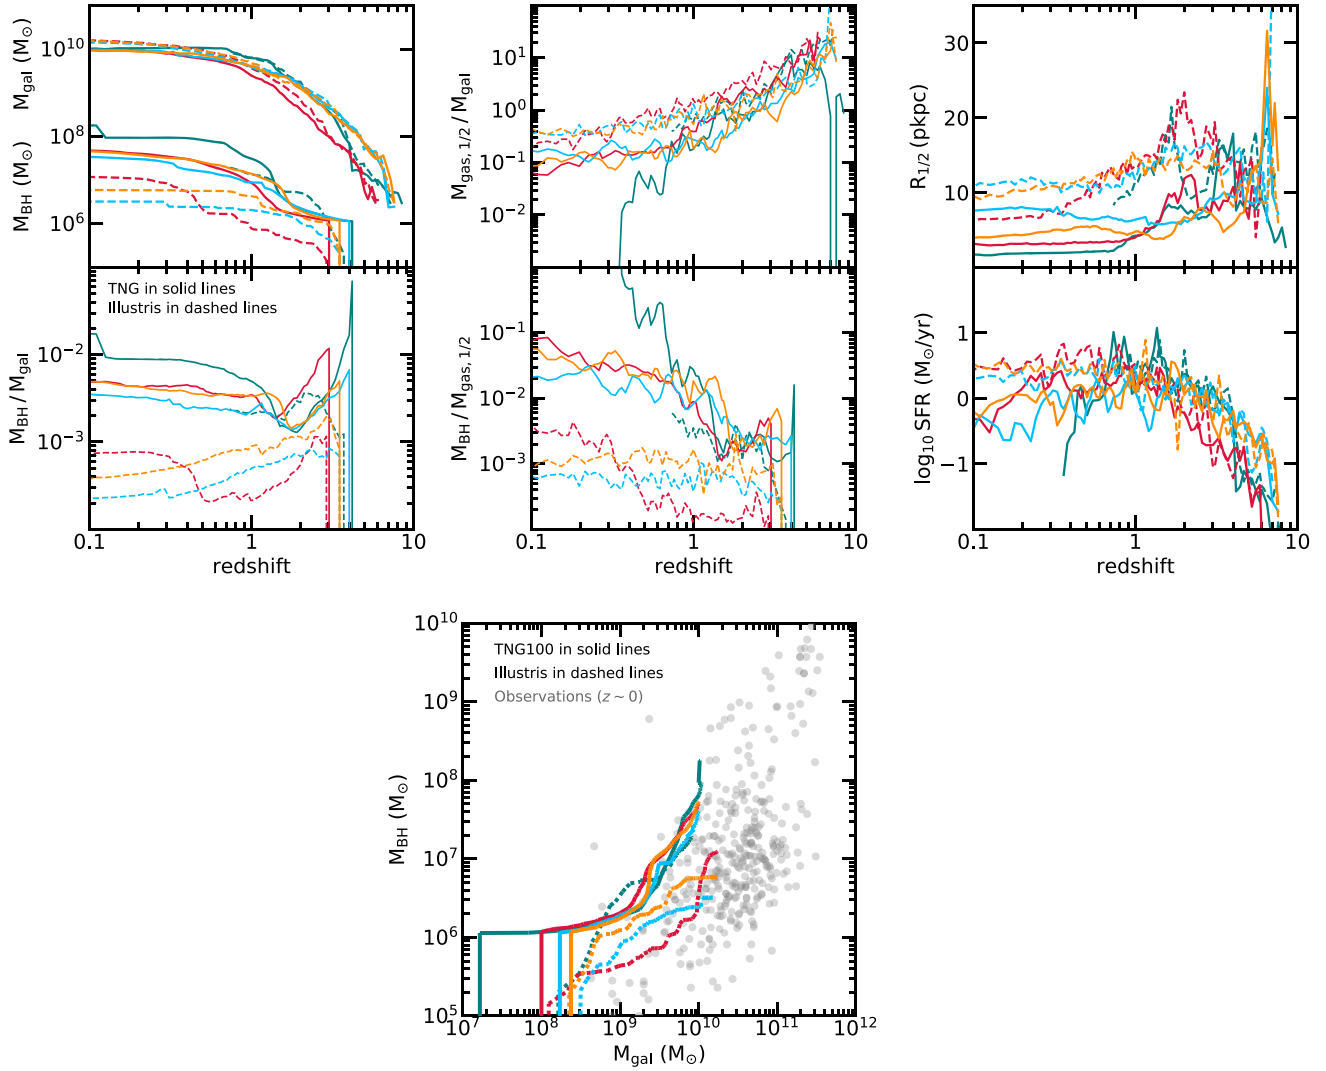 M_BH (M⊙) M_gal (M⊙)
10^10
10^8
10^6
M_gas, 1/2 / M_gal
10^1
10^0
10^-1
10^-2
R_1/2 (pkpc)
30
20
10
M_BH / M_gal
10^-2
10^-3
TNG in solid lines
Illustris in dashed lines
0.1 1 10
redshift
M_BH / M_gas, 1/2
10^-1
10^-2
10^-3
0.1 1 10
redshift
log_10 SFR (M⊙/yr)
1
0
−1
0.1 1 10
redshift
M_BH (M⊙)
10^10
10^9
10^8
10^7
10^6
10^5
TNG100 in solid lines
Illustris in dashed lines
Observations (z ~ 0)
10^7 10^8 10^9 10^10 10^11 10^12
M_gal (M⊙)